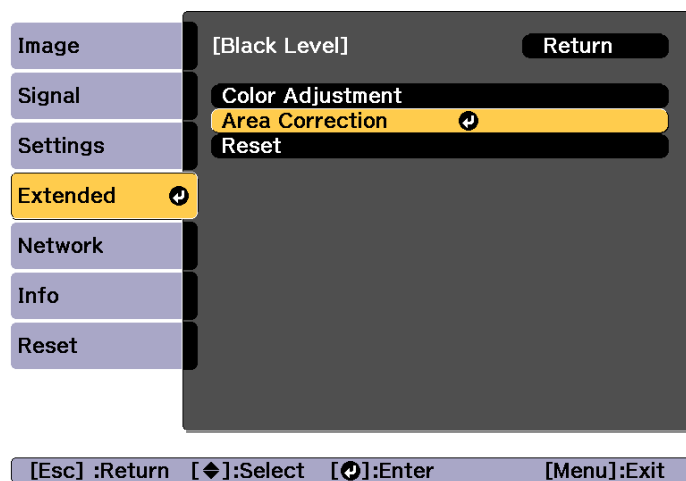 Image
Signal
Settings
Extended
Network
Info
Reset
[Black Level] Return
Color Adjustment
Area Correction
Reset
[Esc] :Return [◆]:Select [↵]:Enter [Menu]:Exit